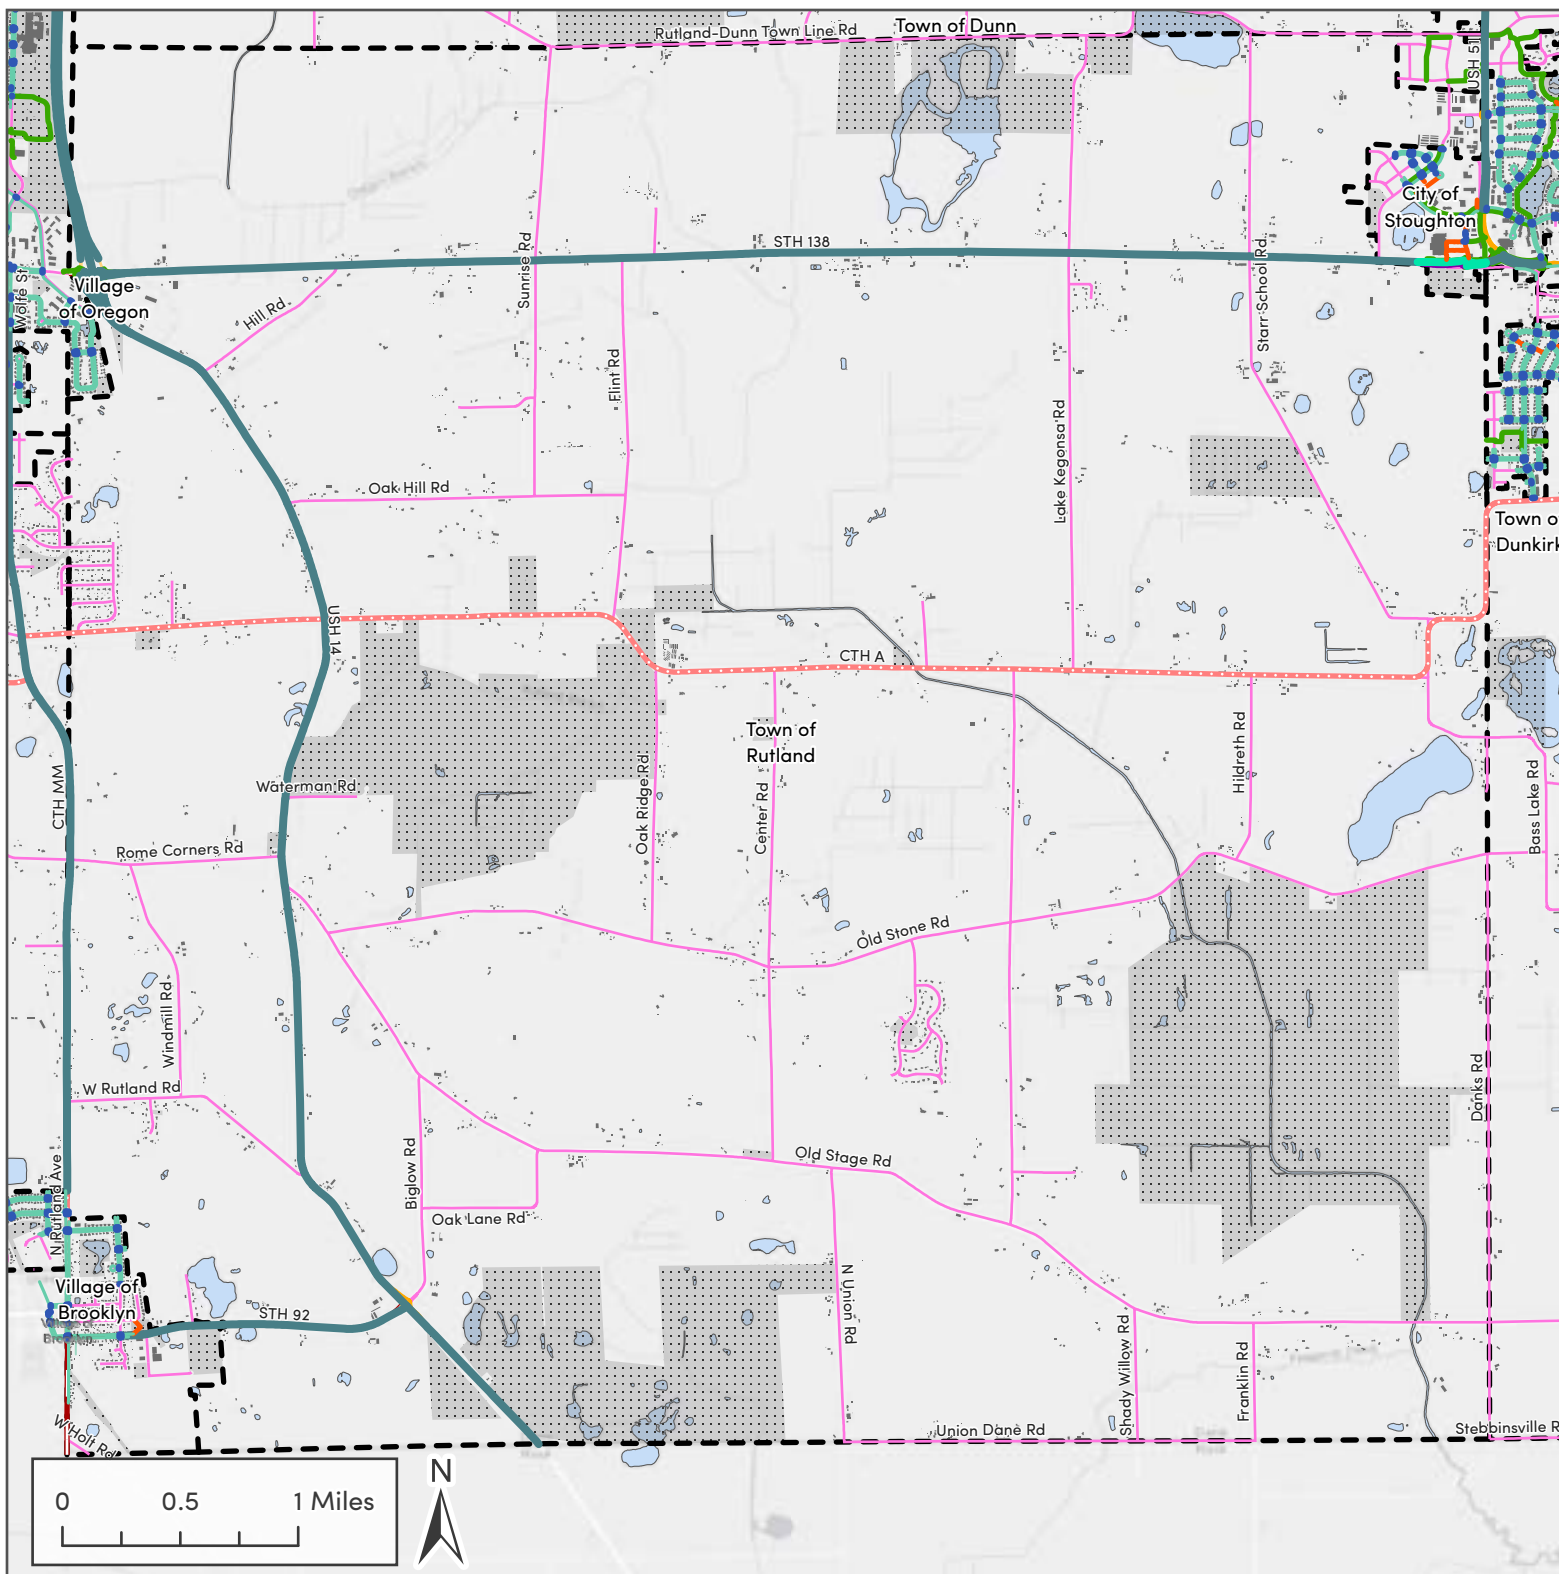 Town of Dunn
Rutland-Dunn Town Line Rd
USH 51
City of
Stoughton
STH 138
Sunrise Rd
Starr School Rd
Wolfe St
Village
of Oregon
Hill Rd
Flint Rd
Lake Kegonsa Rd
Oak Hill Rd
Town o
Dunkirk
USH 14
CTH A
Town of
Rutland
Hildreth Rd
CTH MM
Waterman Rd
Oak Ridge Rd
Center Rd
Bass Lake Rd
Rome Corners Rd
Old Stone Rd
Windmill Rd
W Rutland Rd
Danks Rd
N Rutland Ave
Biglow Rd
Old Stage Rd
Oak Lane Rd
Village of
Brooklyn
STH 92
N Union Rd
Shady Willow Rd
Franklin Rd
W Holt Rd
Union Dane Rd
Stebbinsville R
N
0 0.5 1 Miles